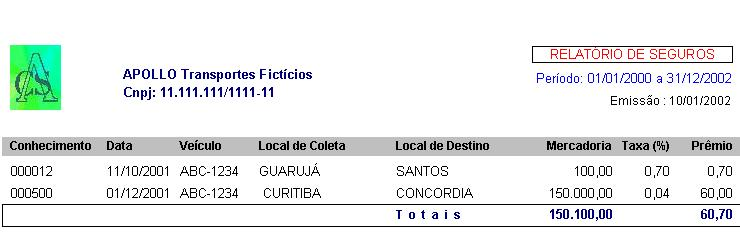 RELATÓRIO DE SEGUROS
APOLLO Transportes Fictícios
Período: 01/01/2000 a 31/12/2002
Cnpj: 11.111.111/1111-11
Emissão : 10/01/2002
Conhecimento Data Veículo Local de Coleta Local de Destino Mercadoria Taxa (%) Prêmio
000012 11/10/2001 ABC-1234 GUARUJÁ SANTOS 100,00 0,70 0,70
000500 01/12/2001 ABC-1234 CURITIBA CONCORDIA 150.000,00 0,04 60,00
T o t a i s 150.100,00 60,70